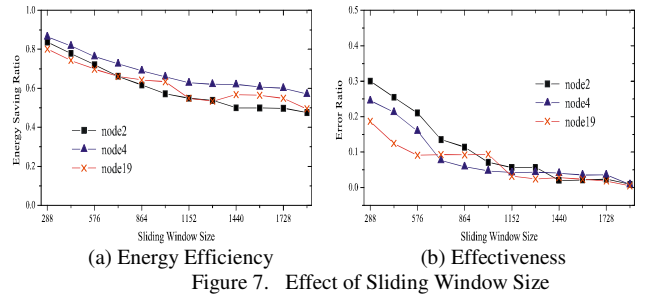 1.0
0.8
0.6
0.4
0.2
0.0
Energy Saving Ratio
node2
node4
node19
288 576 864 1152 1440 1728
Sliding Window Size
(a) Energy Efficiency
0.5
0.4
0.3
0.2
0.1
0.0
Error Ratio
node2
node4
node19
288 576 864 1152 1440 1728
Sliding Window Size
(b) Effectiveness
Figure 7. Effect of Sliding Window Size